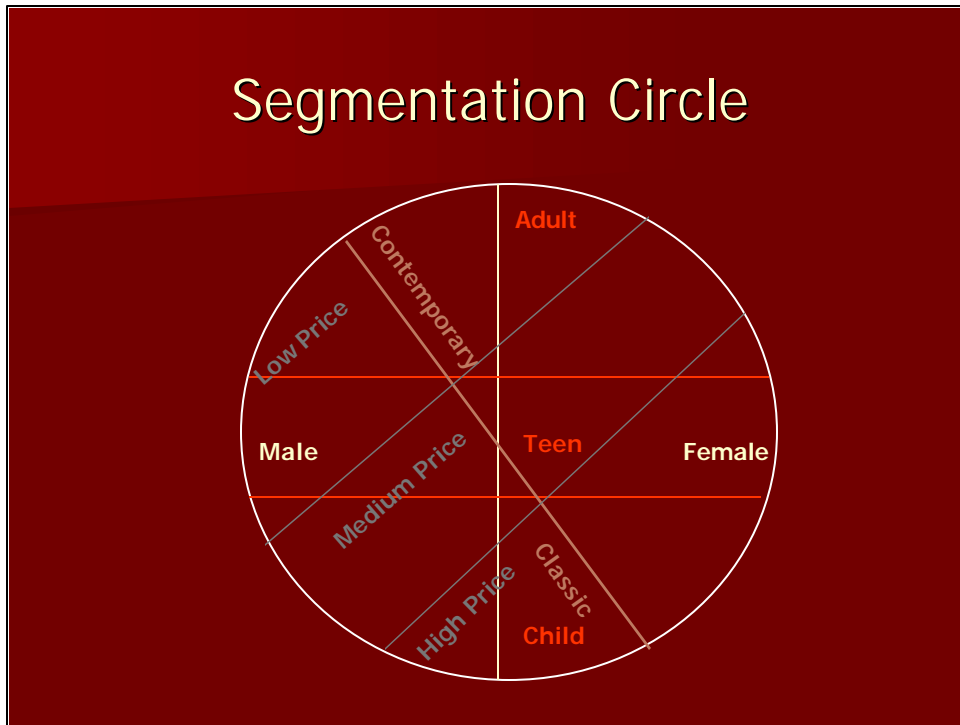 Segmentation Circle
Adult
Contemporary
Low Price
Male
Teen
Female
Medium Price
Classic
High Price
Child